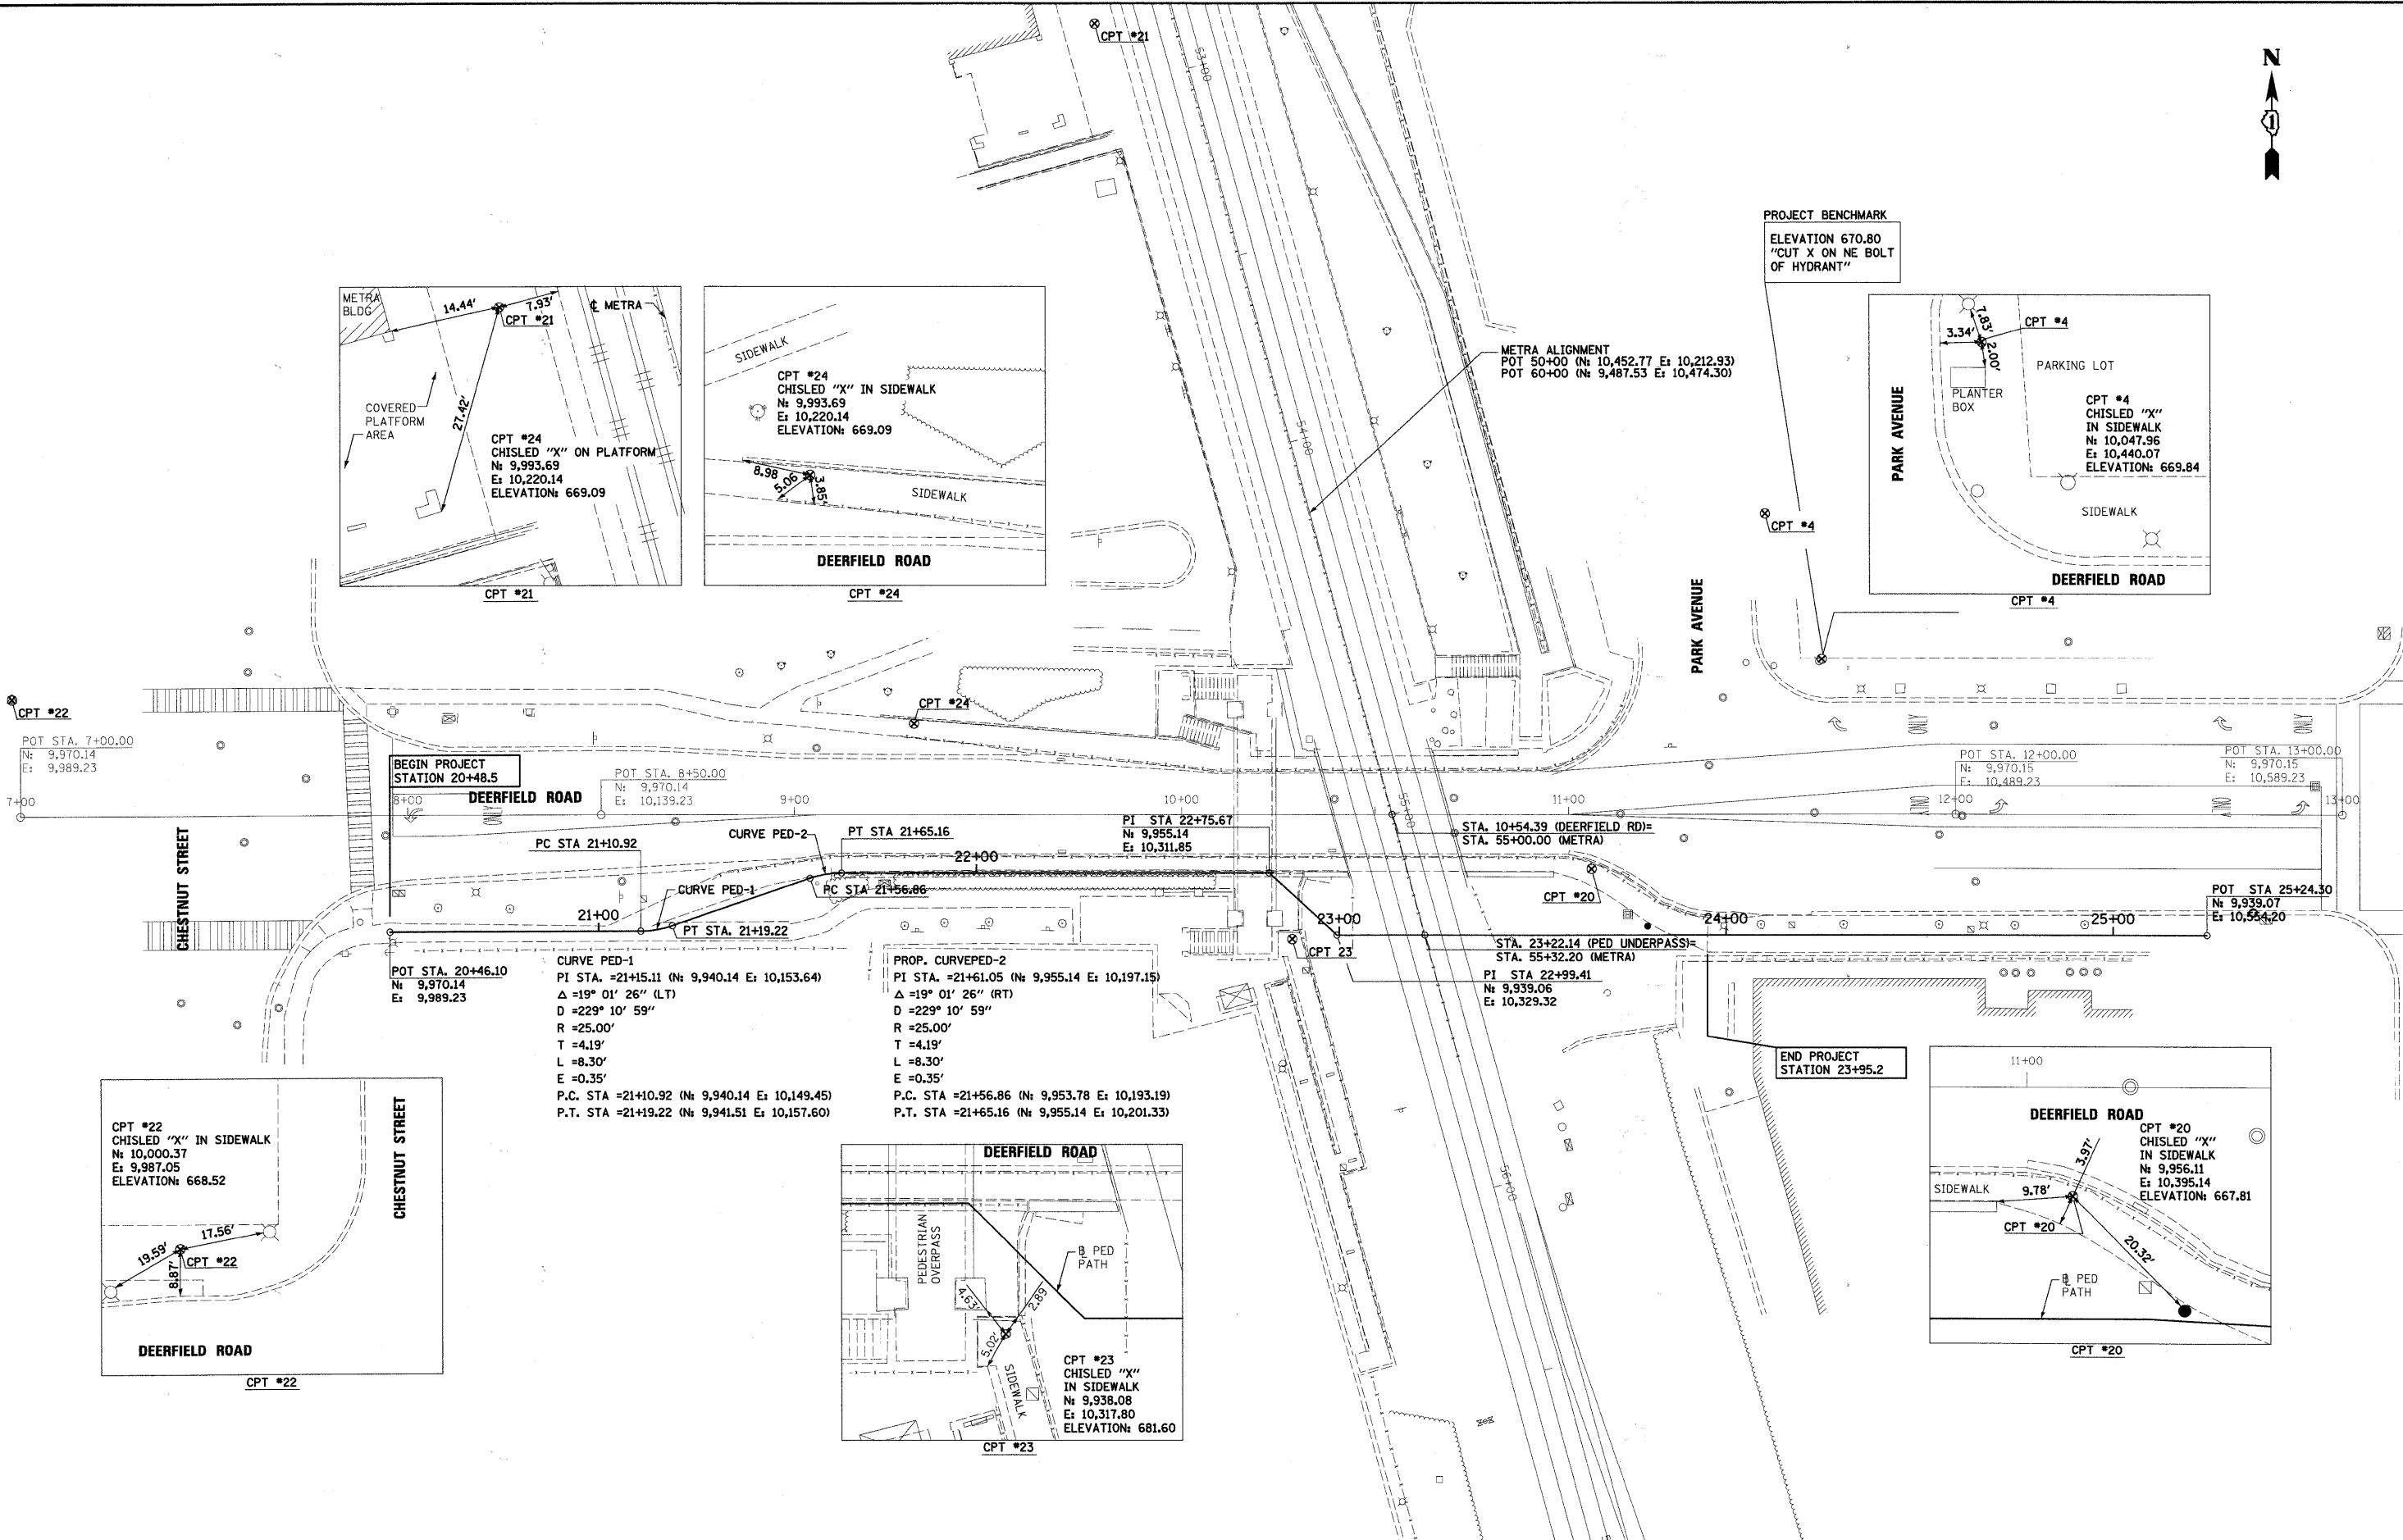 CPT #21
53+00
N
1
PROJECT BENCHMARK
ELEVATION 670.80
"CUT X ON NE BOLT
OF HYDRANT"
METRA
BLDG
14.44'
7.93'
CPT #21
℄ METRA
COVERED
PLATFORM
AREA
27.42'
CPT #24
CHISLED "X" ON PLATFORM
N: 9,993.69
E: 10,220.14
ELEVATION: 669.09
CPT #21
SIDEWALK
CPT #24
CHISLED "X" IN SIDEWALK
N: 9,993.69
E: 10,220.14
ELEVATION: 669.09
8.98
5.06
3.85'
SIDEWALK
DEERFIELD ROAD
CPT #24
METRA ALIGNMENT
POT 50+00 (N: 10,452.77 E: 10,212.93)
POT 60+00 (N: 9,487.53 E: 10,474.30)
54+00
PARK AVENUE
7.83'
3.34'
2.00'
CPT #4
PARKING LOT
PLANTER
BOX
CPT #4
CHISLED "X"
IN SIDEWALK
N: 10,047.96
E: 10,440.07
ELEVATION: 669.84
SIDEWALK
DEERFIELD ROAD
CPT #4
CPT #4
PARK AVENUE
CPT #22
CPT #24
POT STA. 7+00.00
N: 9,970.14
E: 9,989.23
7+00
CHESTNUT STREET
BEGIN PROJECT
STATION 20+48.5
8+00
DEERFIELD ROAD
POT STA. 8+50.00
N: 9,970.14
E: 10,139.23
9+00
10+00
11+00
ONLY
ONLY
POT STA. 12+00.00
N: 9,970.15
E: 10,489.23
12+00
ONLY
ONLY
POT STA. 13+00.00
N: 9,970.15
E: 10,589.23
13+00
ONLY
PC STA 21+10.92
CURVE PED-2
PT STA 21+65.16
22+00
PI STA 22+75.67
N: 9,955.14
E: 10,311.85
55+00
STA. 10+54.39 (DEERFIELD RD)=
STA. 55+00.00 (METRA)
CURVE PED-1
PC STA 21+56.86
21+00
PT STA. 21+19.22
CPT #20
23+00
24+00
25+00
POT STA 25+24.30
N: 9,939.07
E: 10,554.20
CPT 23
STA. 23+22.14 (PED UNDERPASS)=
STA. 55+32.20 (METRA)
PI STA 22+99.41
N: 9,939.06
E: 10,329.32
POT STA. 20+46.10
N: 9,970.14
E: 9,989.23
CURVE PED-1
PI STA. =21+15.11 (N: 9,940.14 E: 10,153.64)
Δ =19° 01' 26" (LT)
D =229° 10' 59"
R =25.00'
T =4.19'
L =8.30'
E =0.35'
P.C. STA =21+10.92 (N: 9,940.14 E: 10,149.45)
P.T. STA =21+19.22 (N: 9,941.51 E: 10,157.60)
PROP. CURVEPED-2
PI STA. =21+61.05 (N: 9,955.14 E: 10,197.15)
Δ =19° 01' 26" (RT)
D =229° 10' 59"
R =25.00'
T =4.19'
L =8.30'
E =0.35'
P.C. STA =21+56.86 (N: 9,953.78 E: 10,193.19)
P.T. STA =21+65.16 (N: 9,955.14 E: 10,201.33)
END PROJECT
STATION 23+95.2
56+00
CPT #22
CHISLED "X" IN SIDEWALK
N: 10,000.37
E: 9,987.05
ELEVATION: 668.52
CHESTNUT STREET
17.56'
19.59'
8.87'
CPT #22
DEERFIELD ROAD
CPT #22
DEERFIELD ROAD
PEDESTRIAN
OVERPASS
B PED
PATH
4.63'
2.89
5.02'
SIDEWALK
CPT #23
CHISLED "X"
IN SIDEWALK
N: 9,938.08
E: 10,317.80
ELEVATION: 681.60
CPT #23
11+00
DEERFIELD ROAD
CPT #20
CHISLED "X"
IN SIDEWALK
N: 9,956.11
E: 10,395.14
ELEVATION: 667.81
3.97'
SIDEWALK
9.78'
CPT #20
20.32'
B PED
PATH
CPT #20